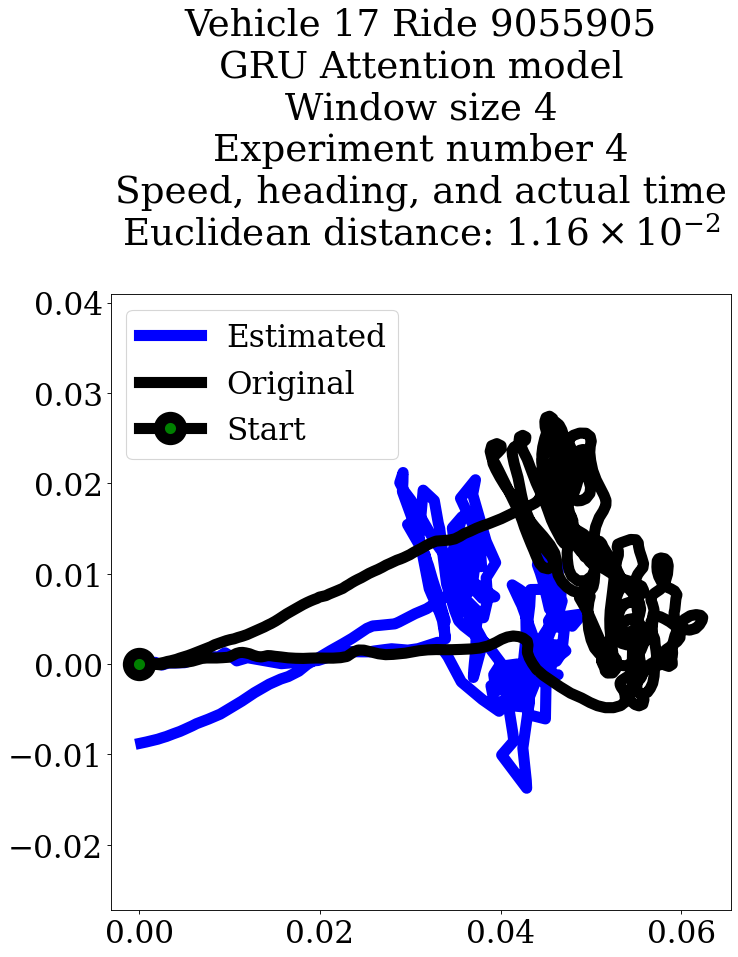 Vehicle 17 Ride 9055905
GRU Attention model
Window size 4
Experiment number 4
Speed, heading, and actual time
Euclidean distance: 1.16 × 10⁻²
0.04
0.03
0.02
0.01
0.00
−0.01
−0.02
Estimated
Original
Start
0.00 0.02 0.04 0.06